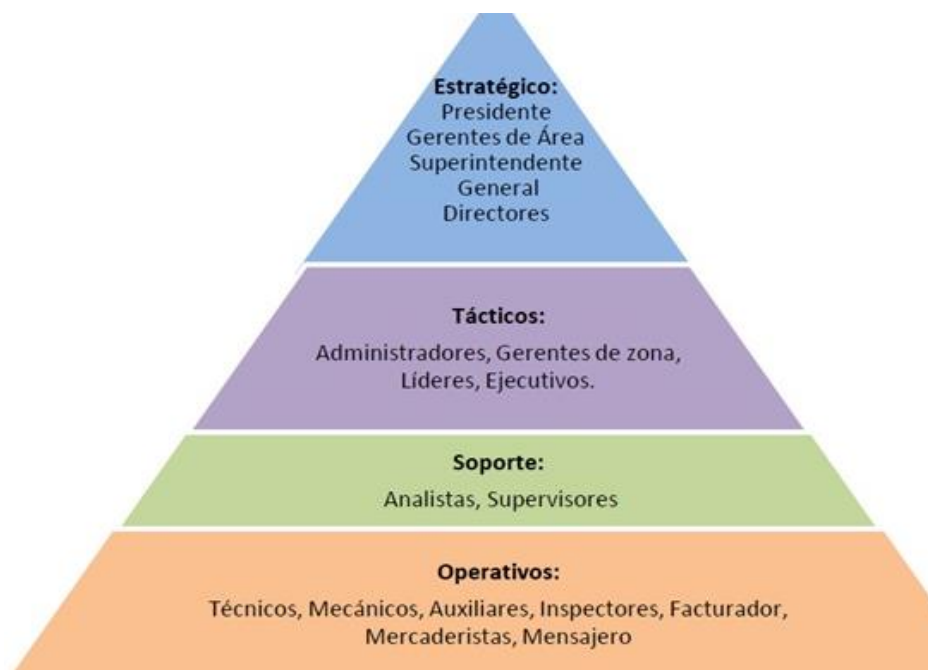 Estratégico:
Presidente
Gerentes de Área
Superintendente
General
Directores
Tácticos:
Administradores, Gerentes de zona,
Líderes, Ejecutivos.
Soporte:
Analistas, Supervisores
Operativos:
Técnicos, Mecánicos, Auxiliares, Inspectores, Facturador,
Mercaderistas, Mensajero